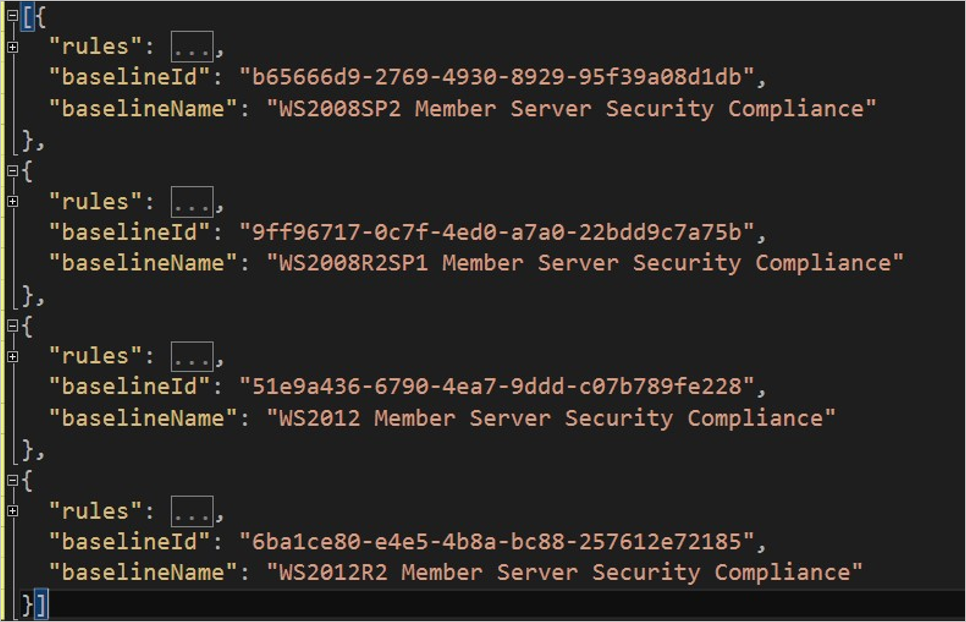 [{
"rules": ...,
"baselineId": "b65666d9-2769-4930-8929-95f39a08d1db",
"baselineName": "WS2008SP2 Member Server Security Compliance"
},
{
"rules": ...,
"baselineId": "9ff96717-0c7f-4ed0-a7a0-22bdd9c7a75b",
"baselineName": "WS2008R2SP1 Member Server Security Compliance"
},
{
"rules": ...,
"baselineId": "51e9a436-6790-4ea7-9ddd-c07b789fe228",
"baselineName": "WS2012 Member Server Security Compliance"
},
{
"rules": ...,
"baselineId": "6ba1ce80-e4e5-4b8a-bc88-257612e72185",
"baselineName": "WS2012R2 Member Server Security Compliance"
}]